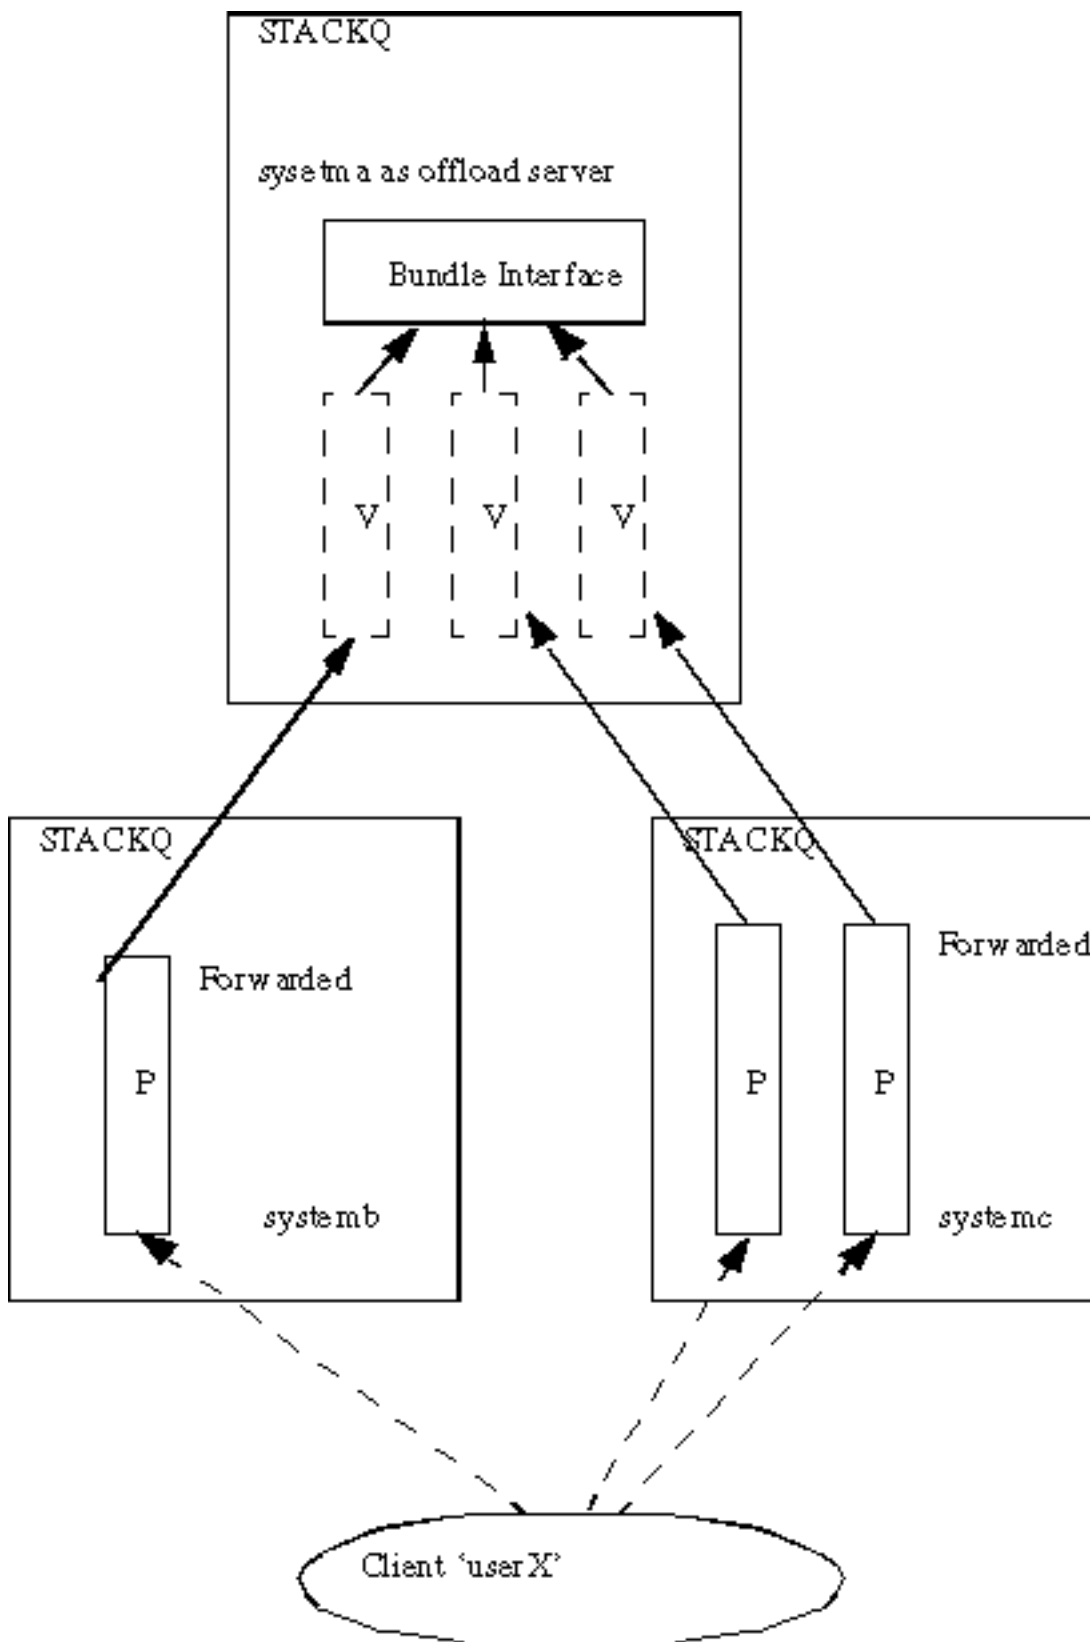 STACKQ
sysetma as offload server
Bundle Interface
V V V
STACKQ
STACKQ
Forwarded
Forwarded
P
P P
systemb
systemc
Client ‘userX’